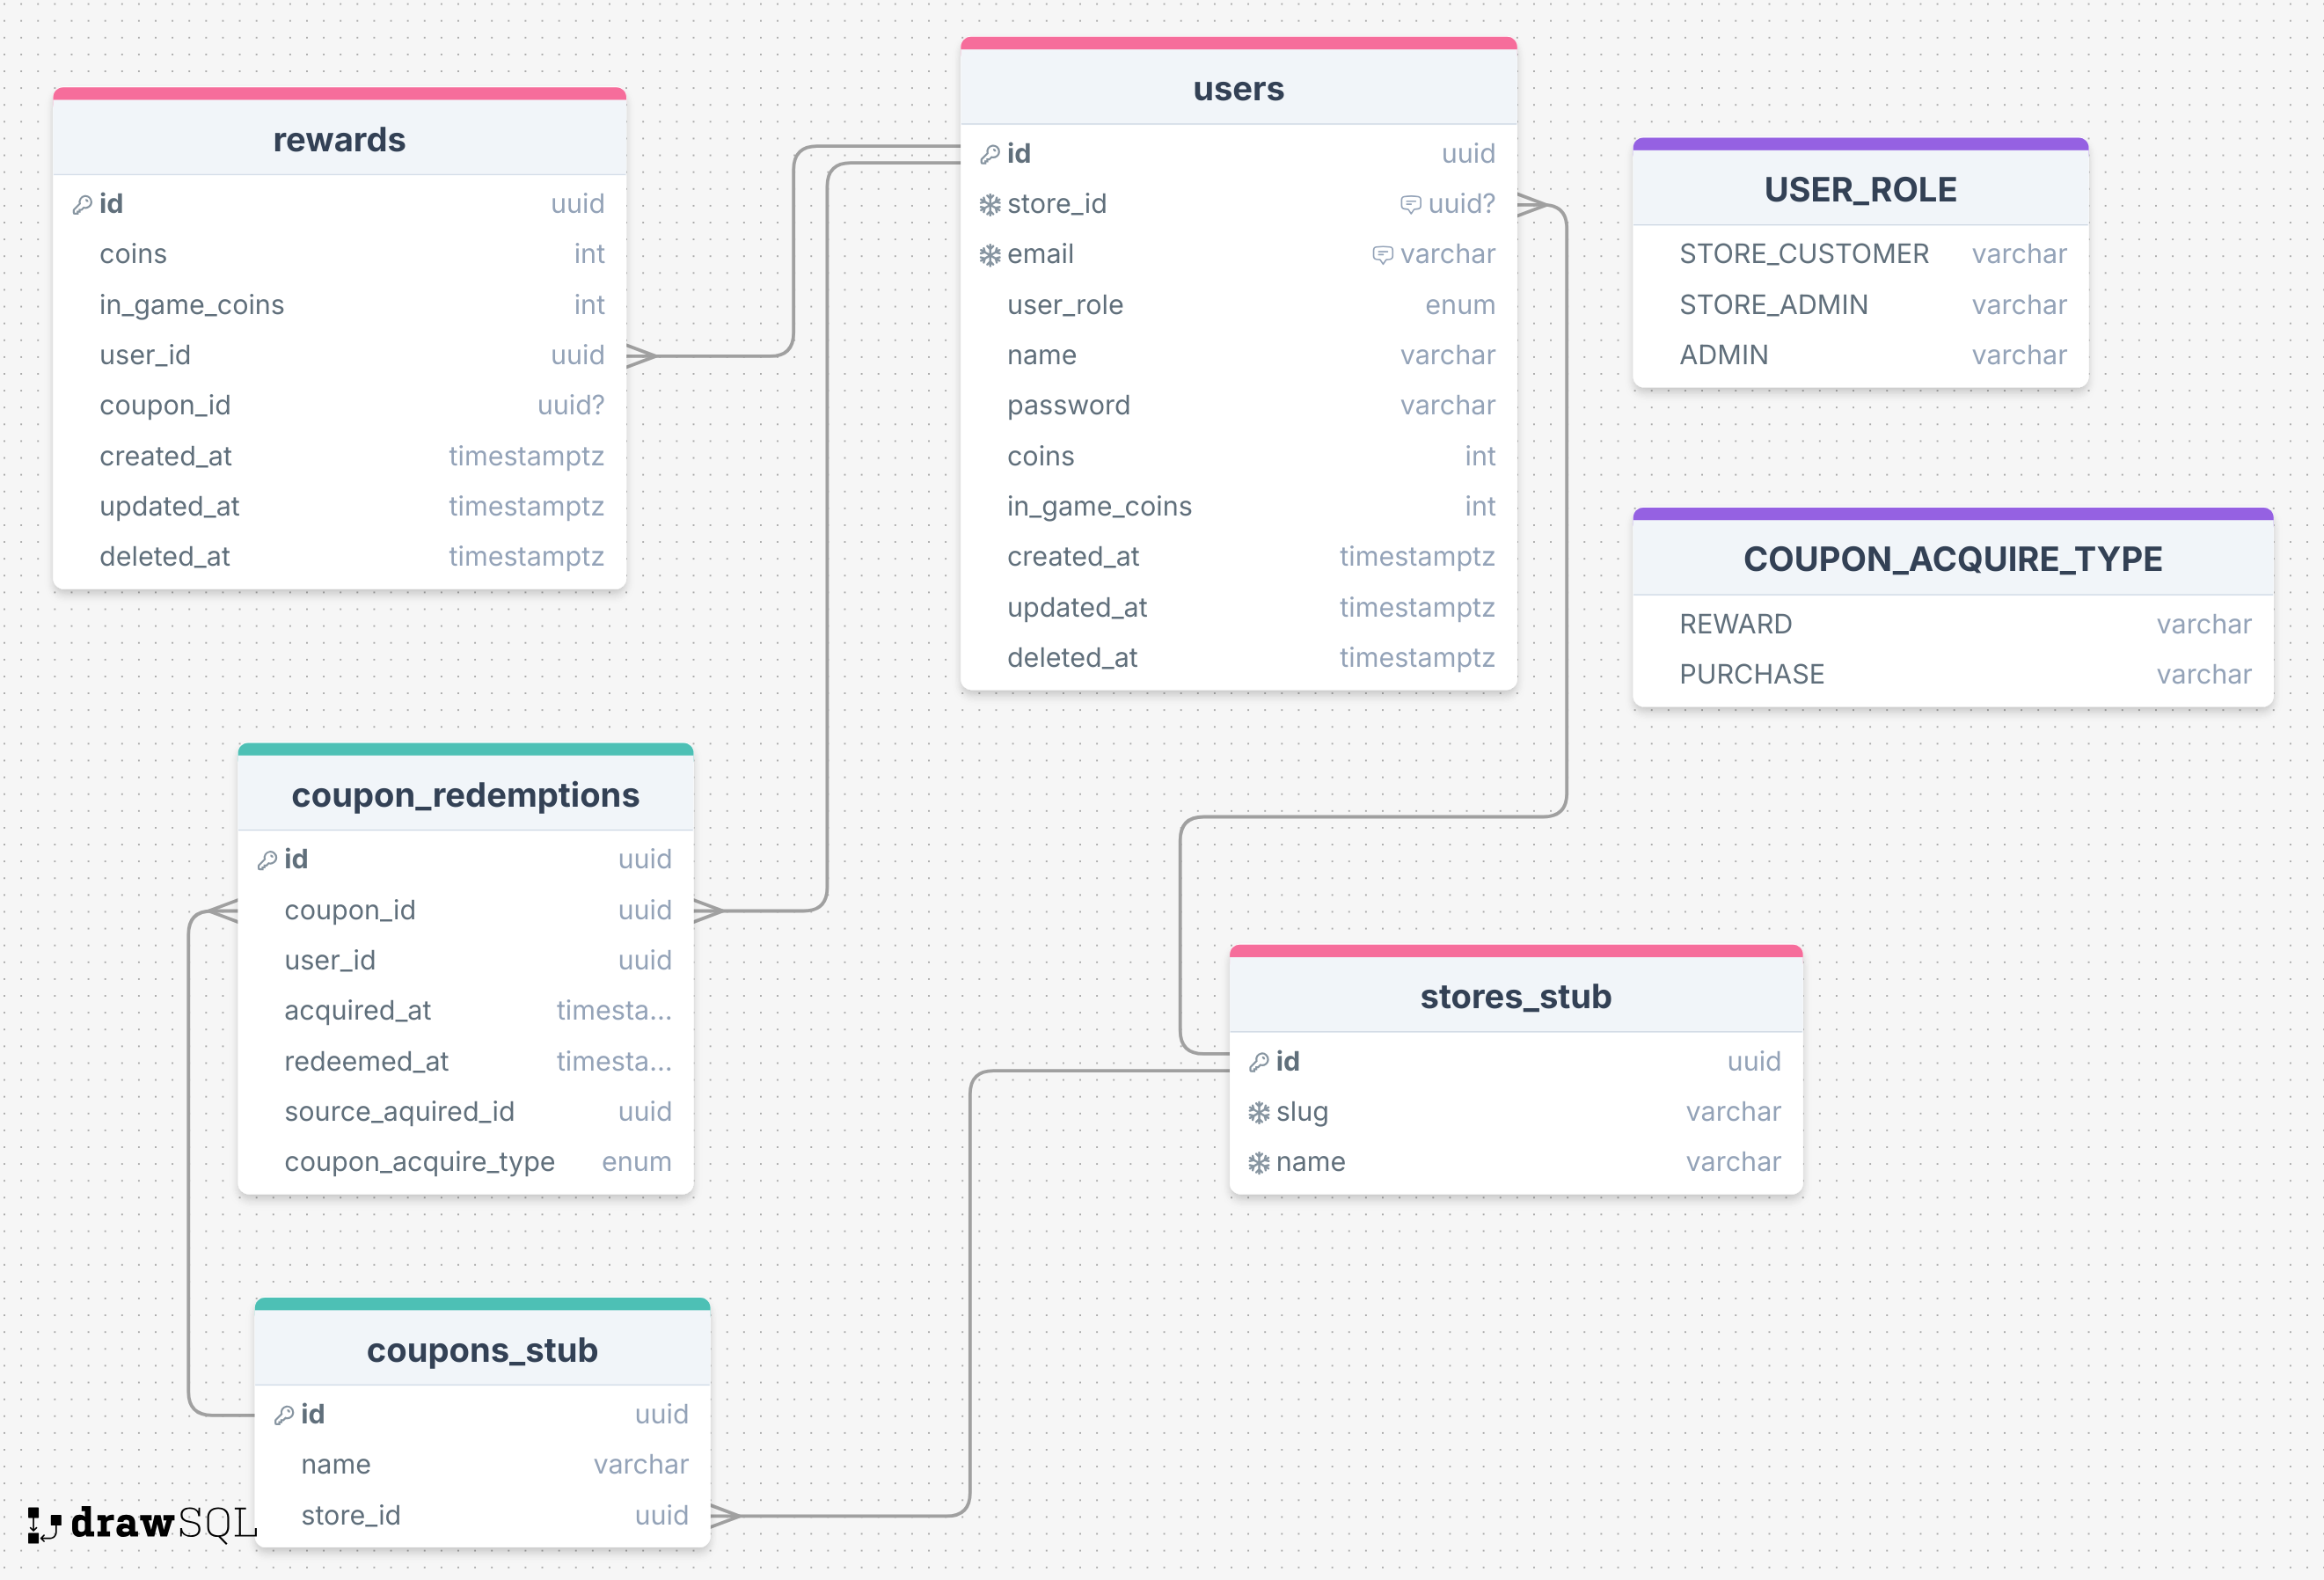 rewards
id uuid
coins int
in_game_coins int
user_id uuid
coupon_id uuid?
created_at timestamptz
updated_at timestamptz
deleted_at timestamptz
users
id uuid
store_id uuid?
email varchar
user_role enum
name varchar
password varchar
coins int
in_game_coins int
created_at timestamptz
updated_at timestamptz
deleted_at timestamptz
USER_ROLE
STORE_CUSTOMER varchar
STORE_ADMIN varchar
ADMIN varchar
COUPON_ACQUIRE_TYPE
REWARD varchar
PURCHASE varchar
coupon_redemptions
id uuid
coupon_id uuid
user_id uuid
acquired_at timesta...
redeemed_at timesta...
source_aquired_id uuid
coupon_acquire_type enum
stores_stub
id uuid
slug varchar
name varchar
coupons_stub
id uuid
name varchar
store_id uuid
drawSQL